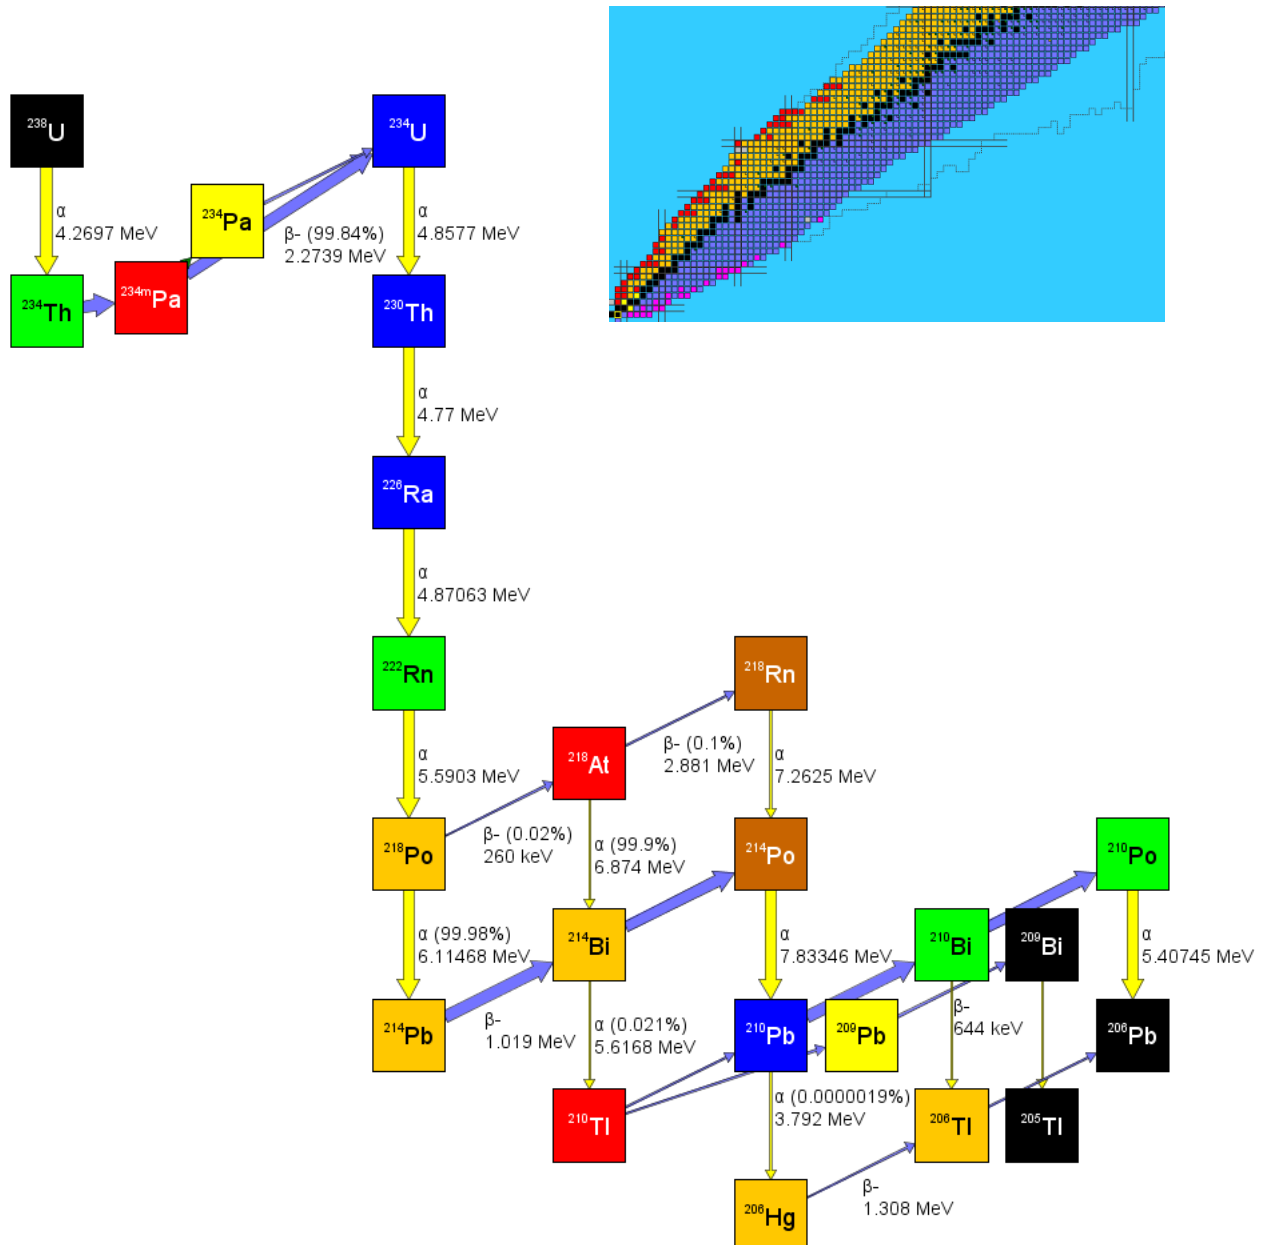 238U
234U
α
4.2697 MeV
234Pa
β- (99.84%)
2.2739 MeV
α
4.8577 MeV
234Th
234mPa
230Th
α
4.77 MeV
226Ra
α
4.87063 MeV
222Rn
218Rn
α
5.5903 MeV
218At
β- (0.1%)
2.881 MeV
α
7.2625 MeV
218Po
β- (0.02%)
260 keV
α (99.9%)
6.874 MeV
214Po
210Po
α (99.98%)
6.11468 MeV
214Bi
α
7.83346 MeV
210Bi
209Bi
α
5.40745 MeV
214Pb
β-
1.019 MeV
α (0.021%)
5.6168 MeV
210Pb
209Pb
β-
644 keV
206Pb
210Tl
α (0.0000019%)
3.792 MeV
206Tl
205Tl
206Hg
β-
1.308 MeV